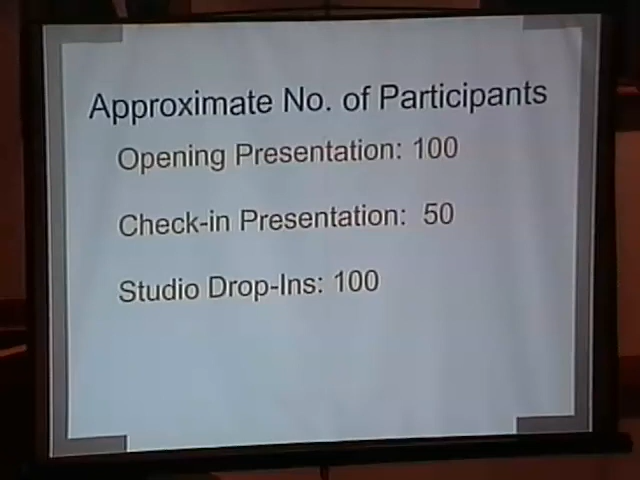 Approximate No. of Participants
Opening Presentation: 100
Check-in Presentation: 50
Studio Drop-Ins: 100